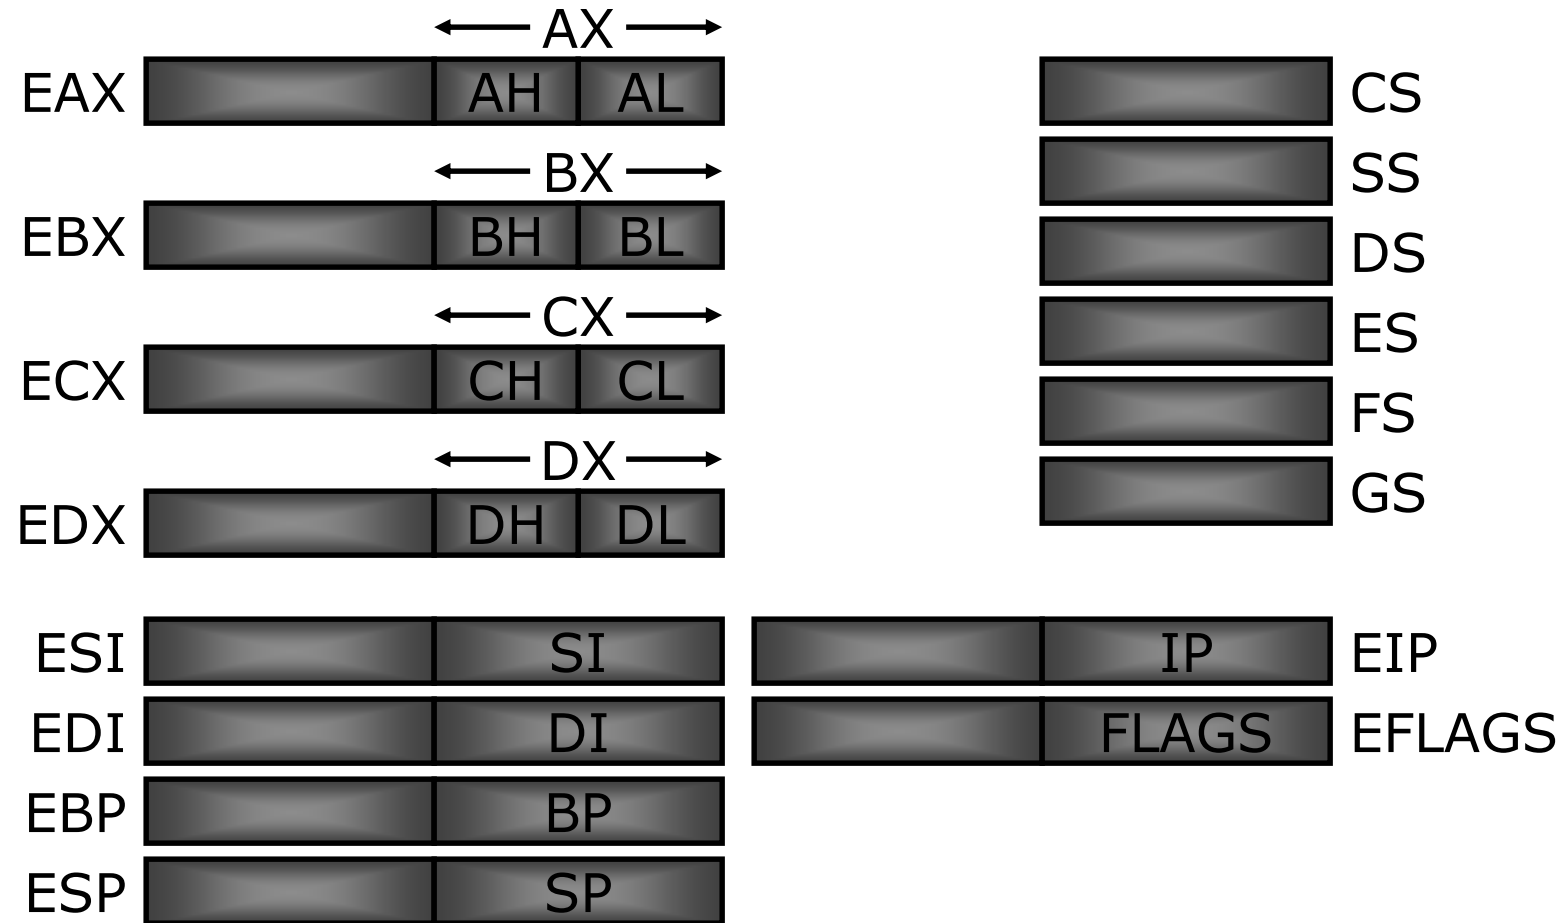 AX
EAX AH AL CS
BX SS
EBX BH BL DS
CX ES
ECX CH CL FS
DX GS
EDX DH DL
ESI SI IP EIP
EDI DI FLAGS EFLAGS
EBP BP
ESP SP